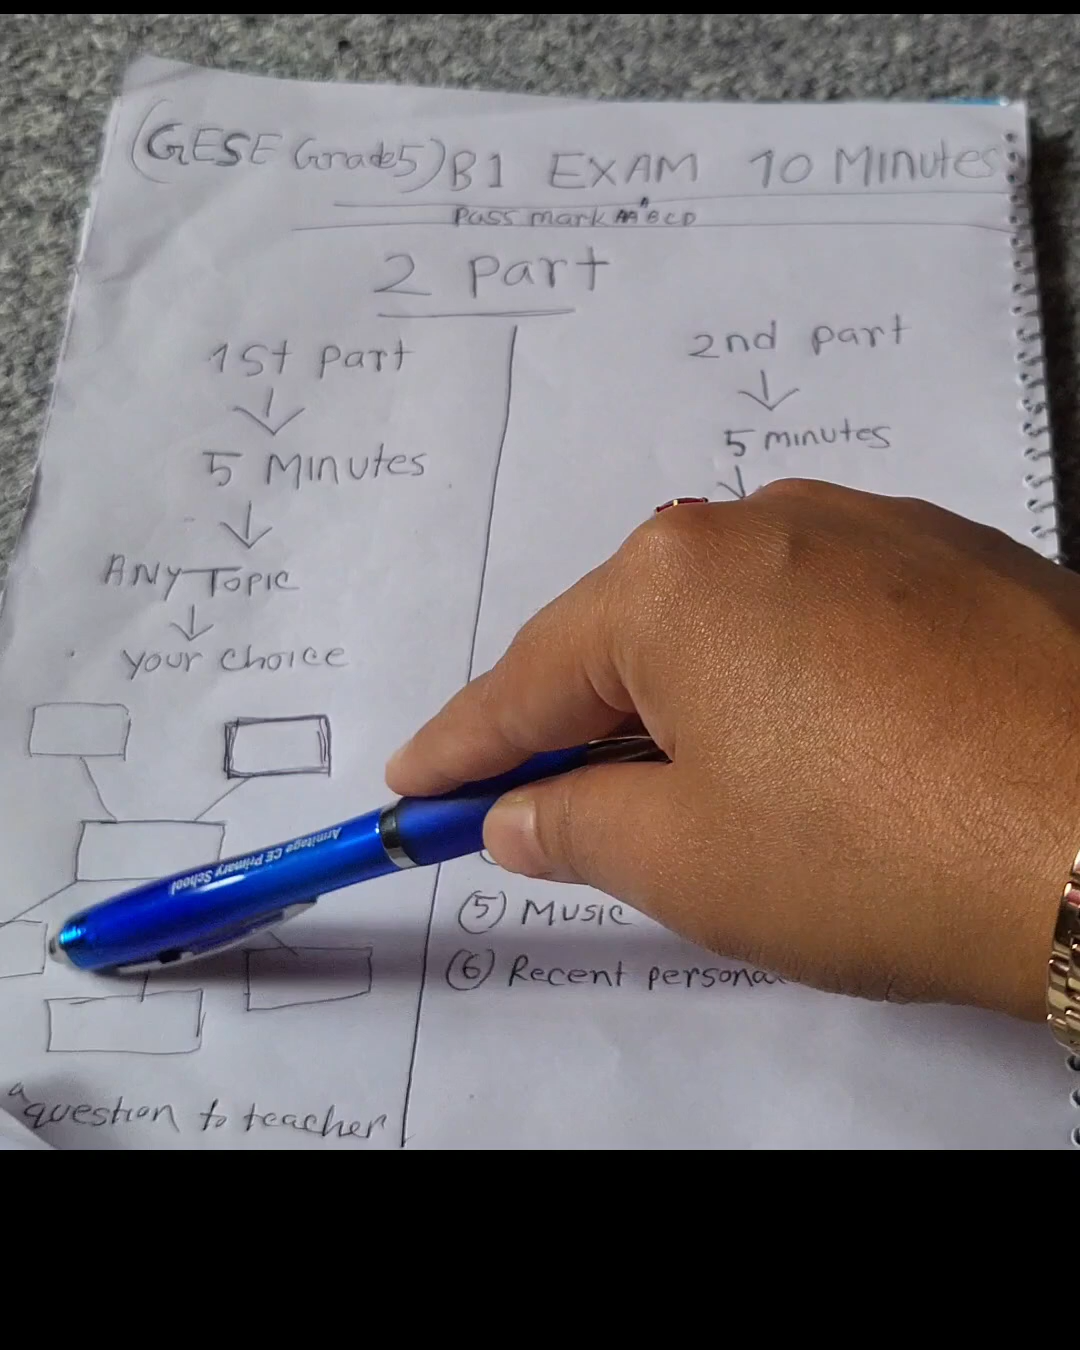 (GESE Grade5) B1 EXAM 10 Minutes
Pass mark A B C D
2 Part
1st part
5 Minutes
ANY TOPIC
your choice
a question to teacher
2nd part
5 minutes
(5) Music
(6) Recent persona
Armitage CE Primary School